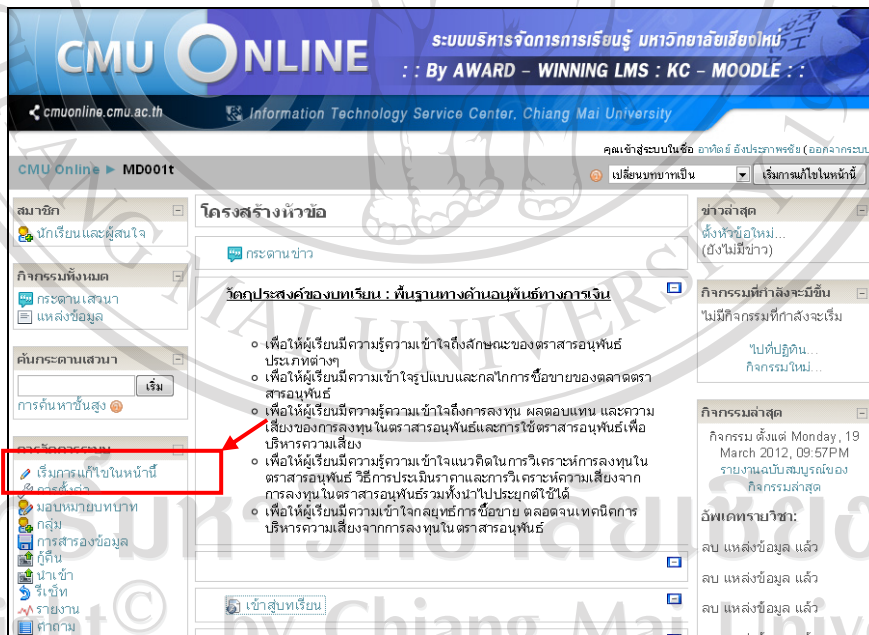 CMU ONLINE
ระบบบริหารจัดการการเรียนรู้ มหาวิทยาลัยเชียงใหม่
: : By AWARD – WINNING LMS : KC – MOODLE : :
cmuonline.cmu.ac.th
Information Technology Service Center, Chiang Mai University
คุณเข้าสู่ระบบในชื่อ อาทิตย์ อังประภาพรชัย (ออกจากระบบ
CMU Online ► MD001t
เปลี่ยนบทบาทเป็น
เริ่มการแก้ไขในหน้านี้
สมาชิก
นักเรียนและผู้สนใจ
กิจกรรมทั้งหมด
กระดานเสวนา
แหล่งข้อมูล
ค้นกระดานเสวนา
เริ่ม
การค้นหาขั้นสูง
การจัดการระบบ
เริ่มการแก้ไขในหน้านี้
การตั้งค่า
มอบหมายบทบาท
กลุ่ม
การสำรองข้อมูล
กู้คืน
นำเข้า
รีเซ็ท
รายงาน
คำถาม
โครงสร้างหัวข้อ
กระดานข่าว
วัตถุประสงค์ของบทเรียน : พื้นฐานทางด้านอนุพันธ์ทางการเงิน
เพื่อให้ผู้เรียนมีความรู้ความเข้าใจถึงลักษณะของตราสารอนุพันธ์
ประเภทต่างๆ
เพื่อให้ผู้เรียนมีความเข้าใจรูปแบบและกลไกการซื้อขายของตลาดตรา
สารอนุพันธ์
เพื่อให้ผู้เรียนมีความรู้ความเข้าใจถึงการลงทุน ผลตอบแทน และความ
เสี่ยงของการลงทุนในตราสารอนุพันธ์และการใช้ตราสารอนุพันธ์เพื่อ
บริหารความเสี่ยง
เพื่อให้ผู้เรียนมีความรู้ความเข้าใจแนวคิดในการวิเคราะห์การลงทุนใน
ตราสารอนุพันธ์ วิธีการประเมินราคาและการวิเคราะห์ความเสี่ยงจาก
การลงทุนในตราสารอนุพันธ์รวมทั้งนำไปประยุกต์ใช้ได้
เพื่อให้ผู้เรียนมีความเข้าใจกลยุทธ์การซื้อขาย ตลอดจนเทคนิคการ
บริหารความเสี่ยงจากการลงทุนในตราสารอนุพันธ์
เข้าสู่บทเรียน
ข่าวล่าสุด
ตั้งหัวข้อใหม่...
(ยังไม่มีข่าว)
กิจกรรมที่กำลังจะมีขึ้น
ไม่มีกิจกรรมที่กำลังจะเริ่ม
ไปที่ปฏิทิน...
กิจกรรมใหม่...
กิจกรรมล่าสุด
กิจกรรม ตั้งแต่ Monday, 19
March 2012, 09:57PM
รายงานฉบับสมบูรณ์ของ
กิจกรรมล่าสุด
อัพเดทรายวิชา:
ลบ แหล่งข้อมูล แล้ว
ลบ แหล่งข้อมูล แล้ว
ลบ แหล่งข้อมูล แล้ว
by Chiang Mai Univ